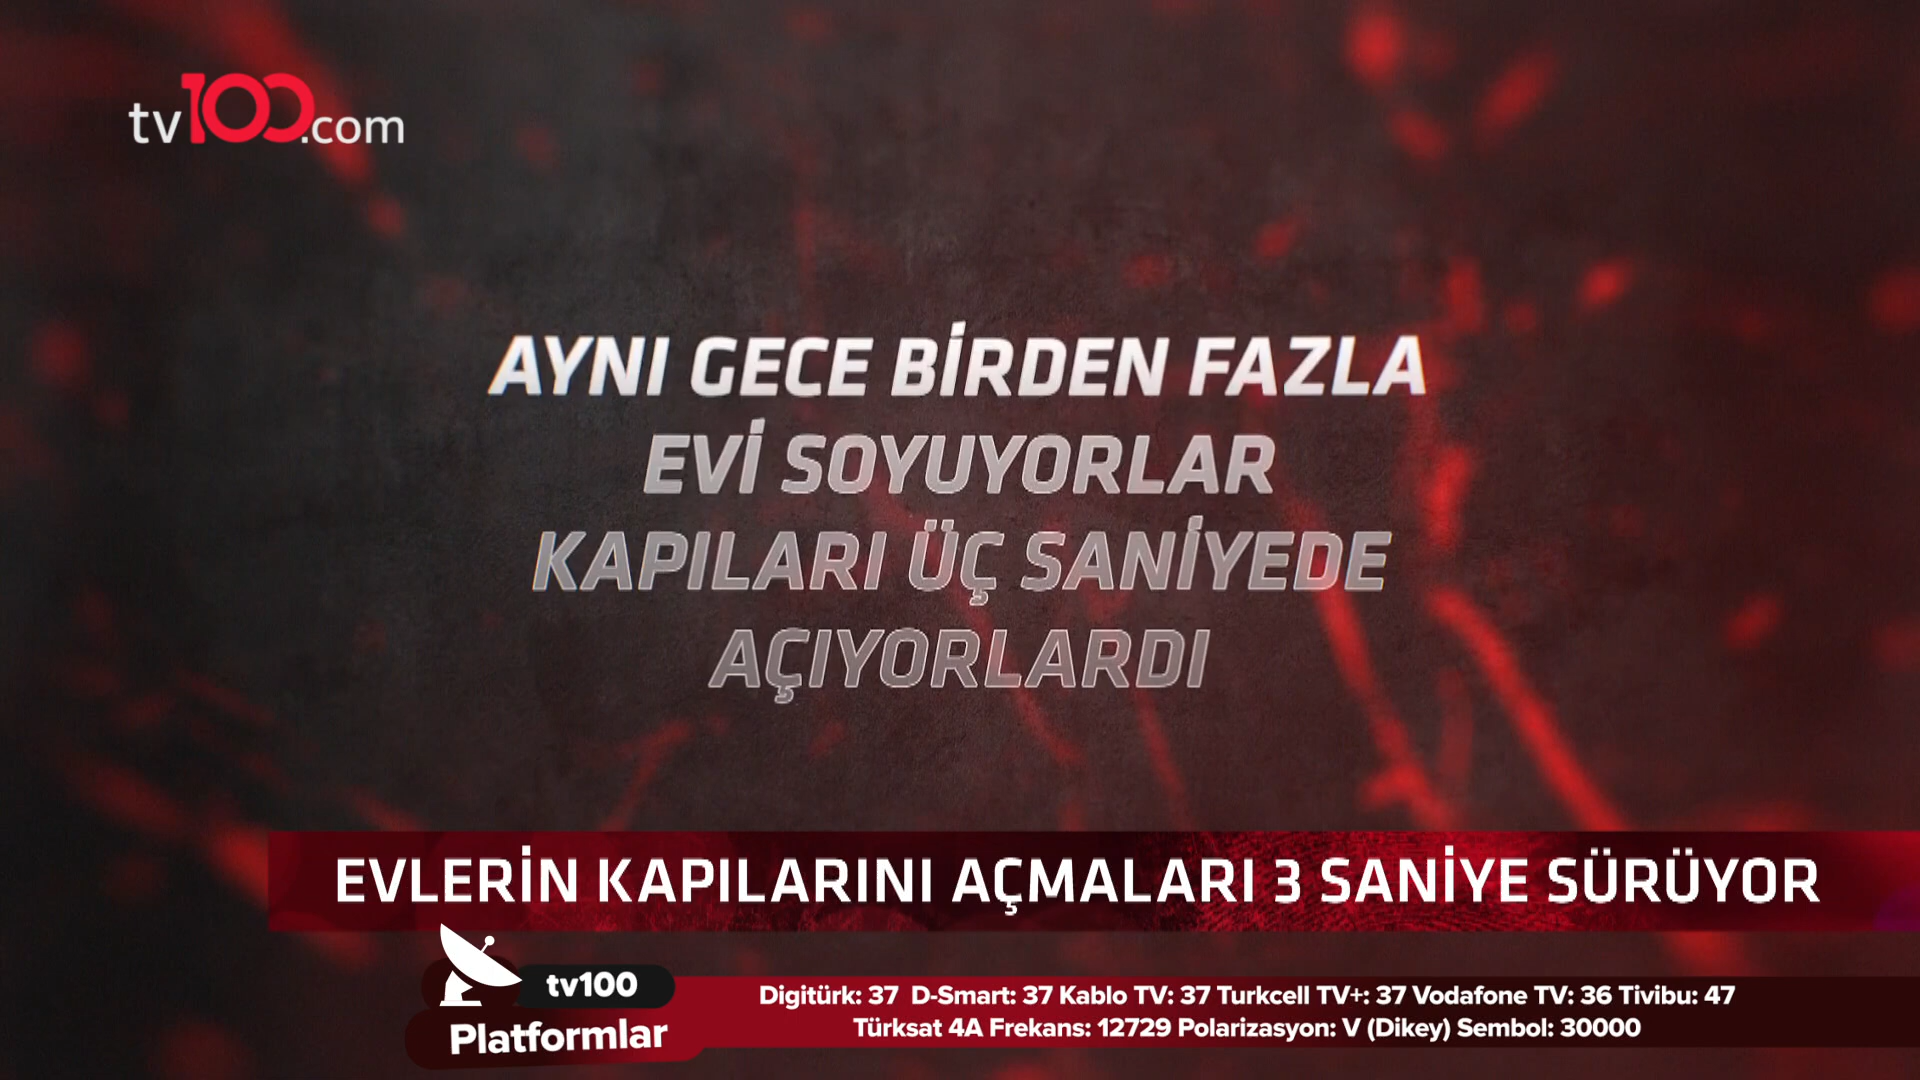 tv100.com
AYNI GECE BİRDEN FAZLA
EVİ SOYUYORLAR
KAPILARI ÜÇ SANİYEDE
AÇIYORLARDI
EVLERİN KAPILARINI AÇMALARI 3 SANİYE SÜRÜYOR
tv100
Platformlar
Digitürk: 37 D-Smart: 37 Kablo TV: 37 Turkcell TV+: 37 Vodafone TV: 36 Tivibu: 47
Türksat 4A Frekans: 12729 Polarizasyon: V (Dikey) Sembol: 30000